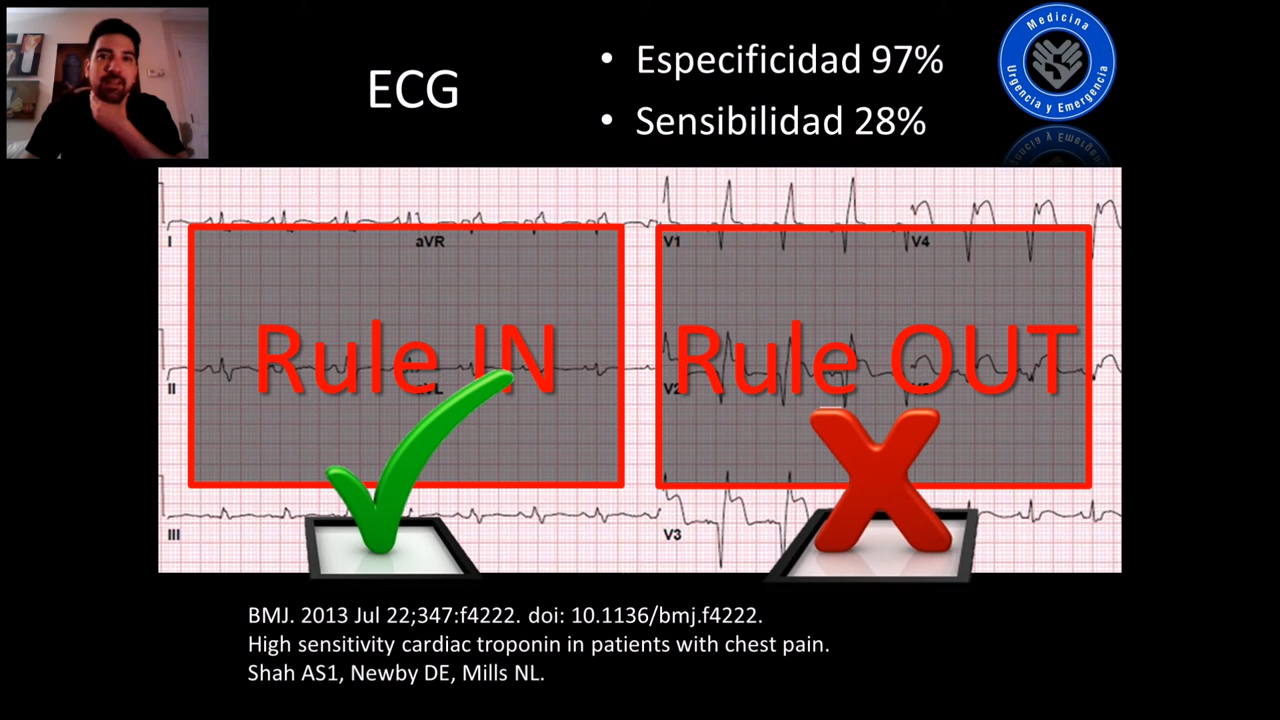 ECG
• Especificidad 97%
• Sensibilidad 28%
Medicina
Urgencia y Emergencia
I
aVR
V1
V4
Rule IN
Rule OUT
II
aVL
V2
III
V3
BMJ. 2013 Jul 22;347:f4222. doi: 10.1136/bmj.f4222.
High sensitivity cardiac troponin in patients with chest pain.
Shah AS1, Newby DE, Mills NL.